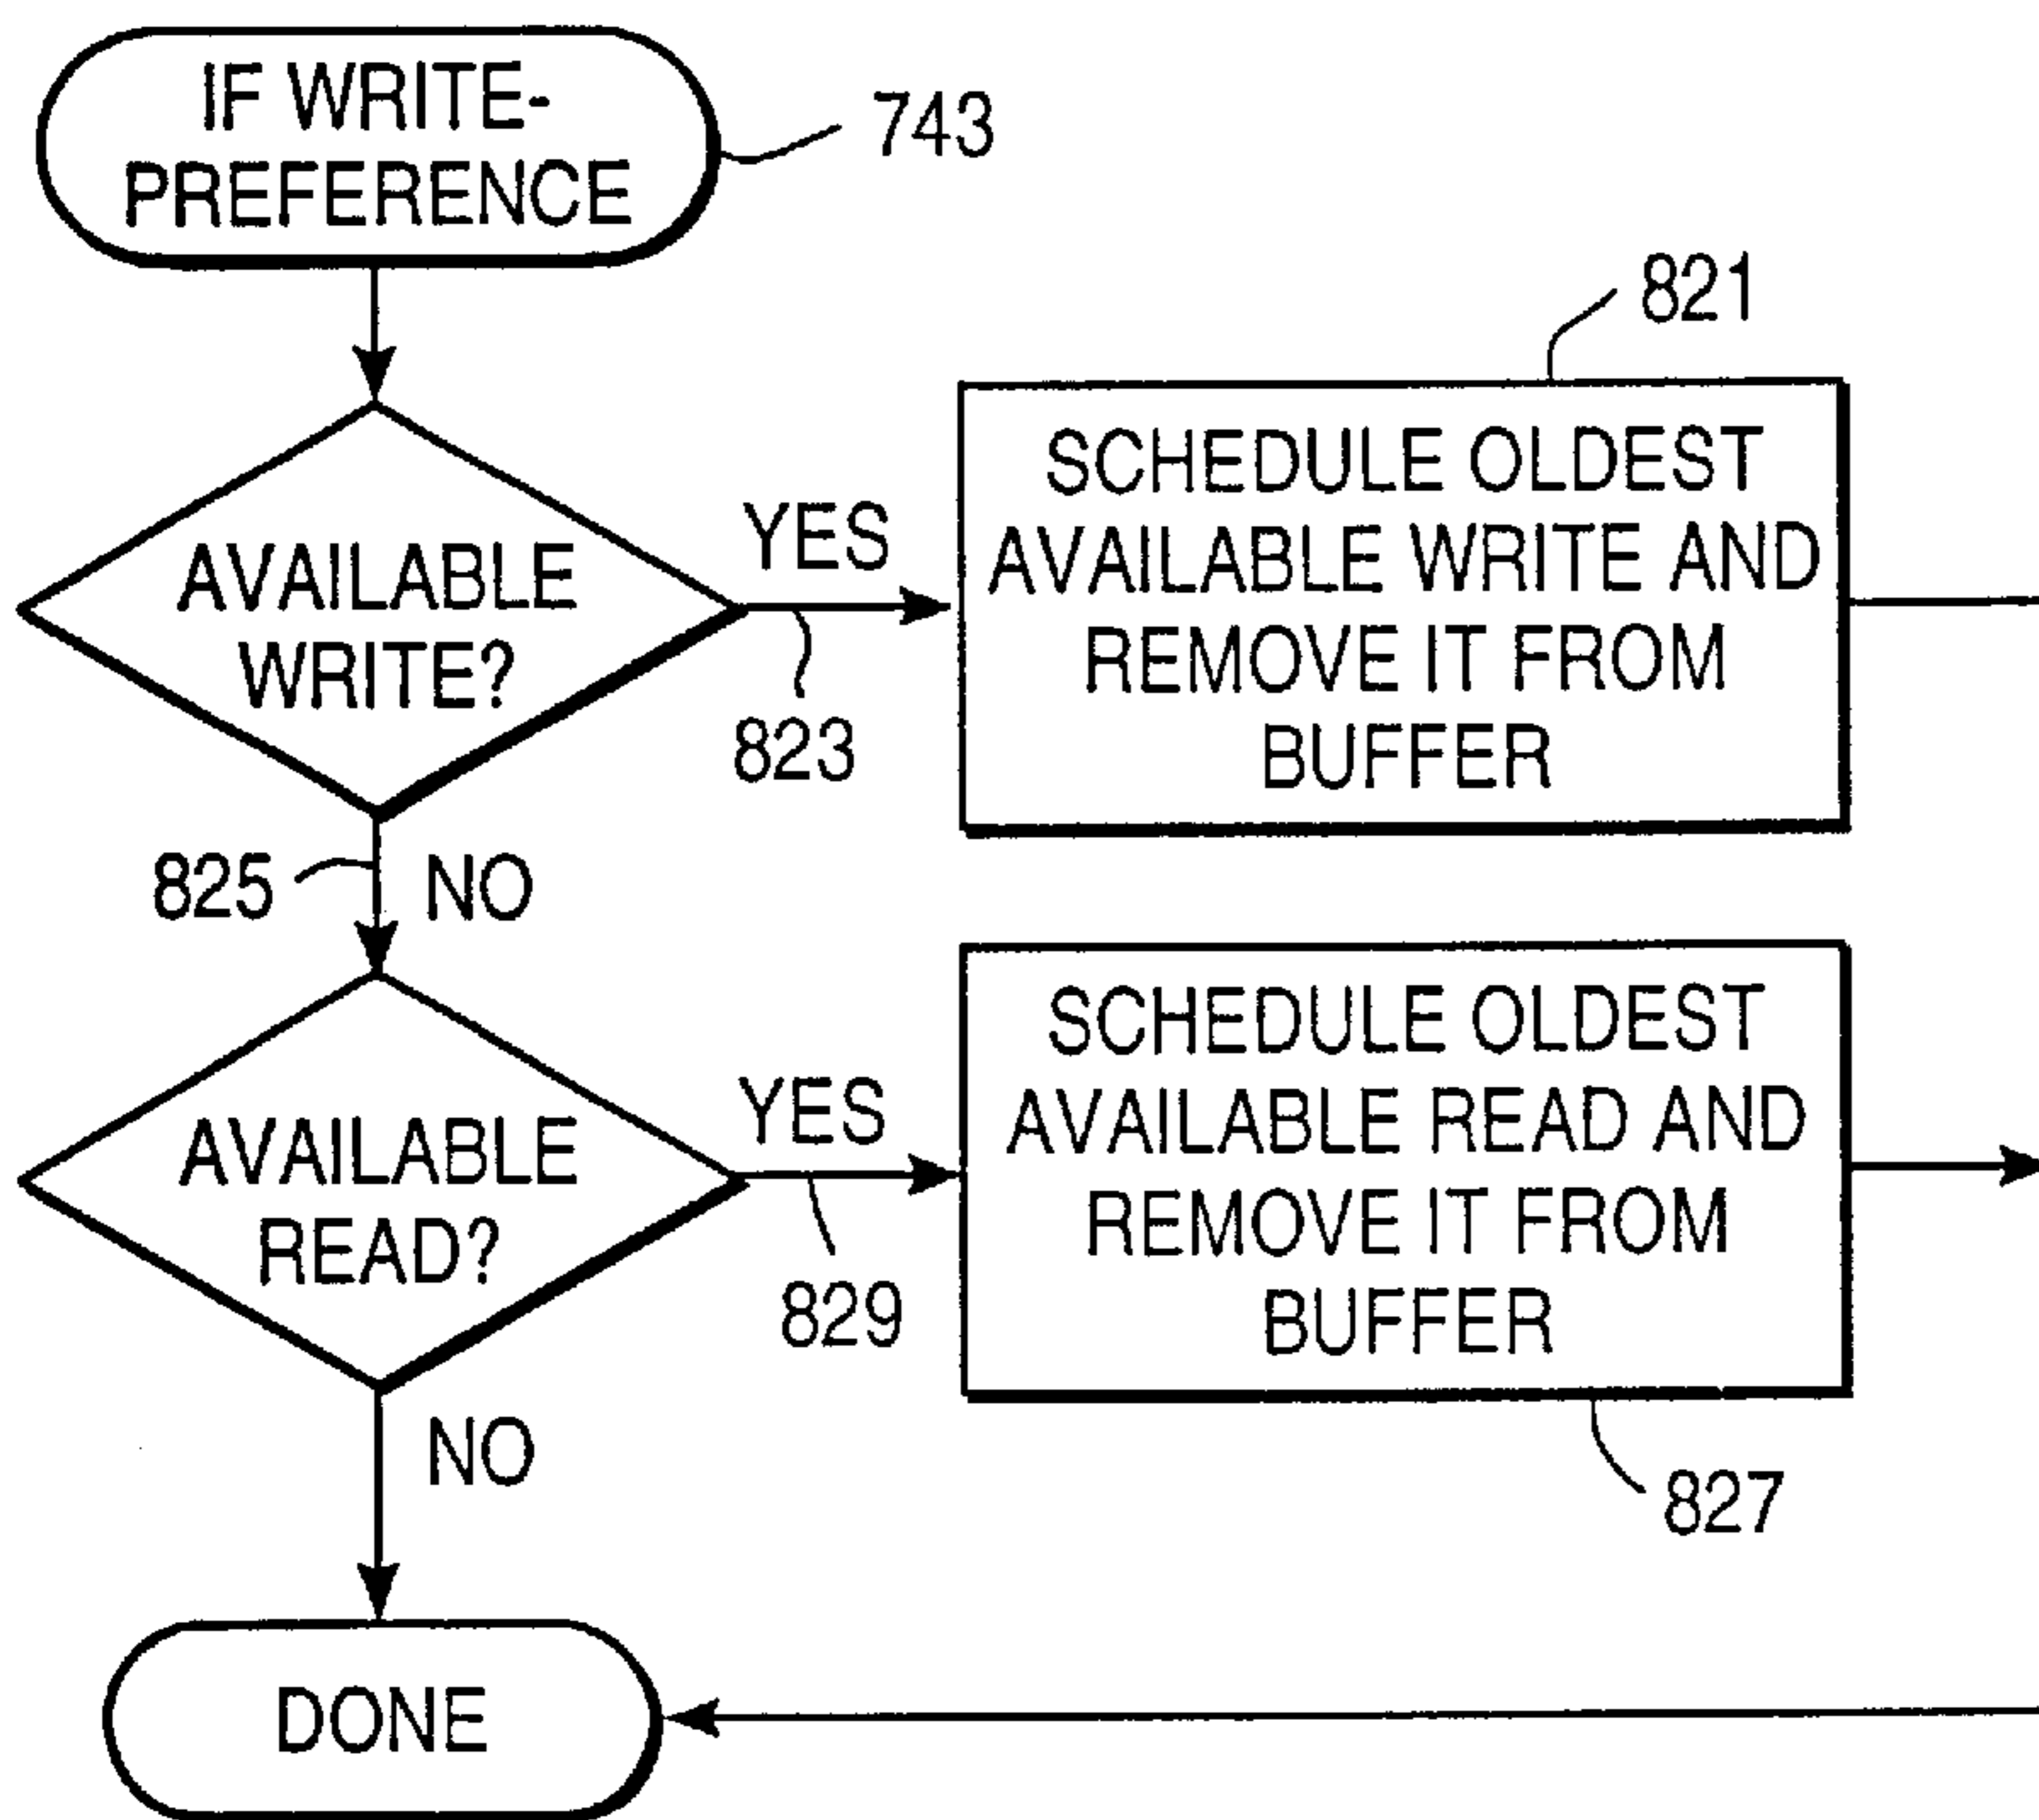 IF WRITE-
PREFERENCE
743
821
AVAILABLE
WRITE?
YES
823
SCHEDULE OLDEST
AVAILABLE WRITE AND
REMOVE IT FROM
BUFFER
825
NO
AVAILABLE
READ?
YES
829
SCHEDULE OLDEST
AVAILABLE READ AND
REMOVE IT FROM
BUFFER
827
NO
DONE